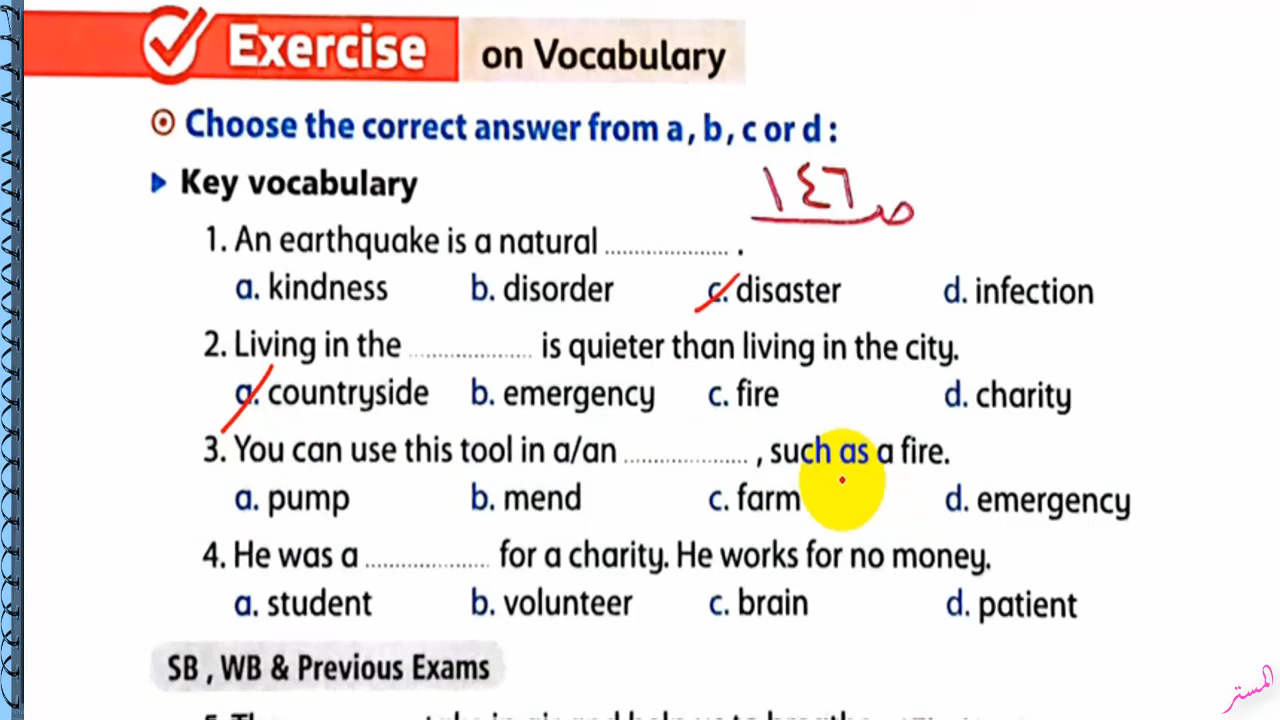 Exercise on Vocabulary
Choose the correct answer from a, b, c or d :
Key vocabulary
ص ١٤٦
1. An earthquake is a natural .................... .
a. kindness b. disorder c. disaster d. infection
2. Living in the .................... is quieter than living in the city.
a. countryside b. emergency c. fire d. charity
3. You can use this tool in a/an .................... , such as a fire.
a. pump b. mend c. farm d. emergency
4. He was a .................... for a charity. He works for no money.
a. student b. volunteer c. brain d. patient
SB , WB & Previous Exams
المستر